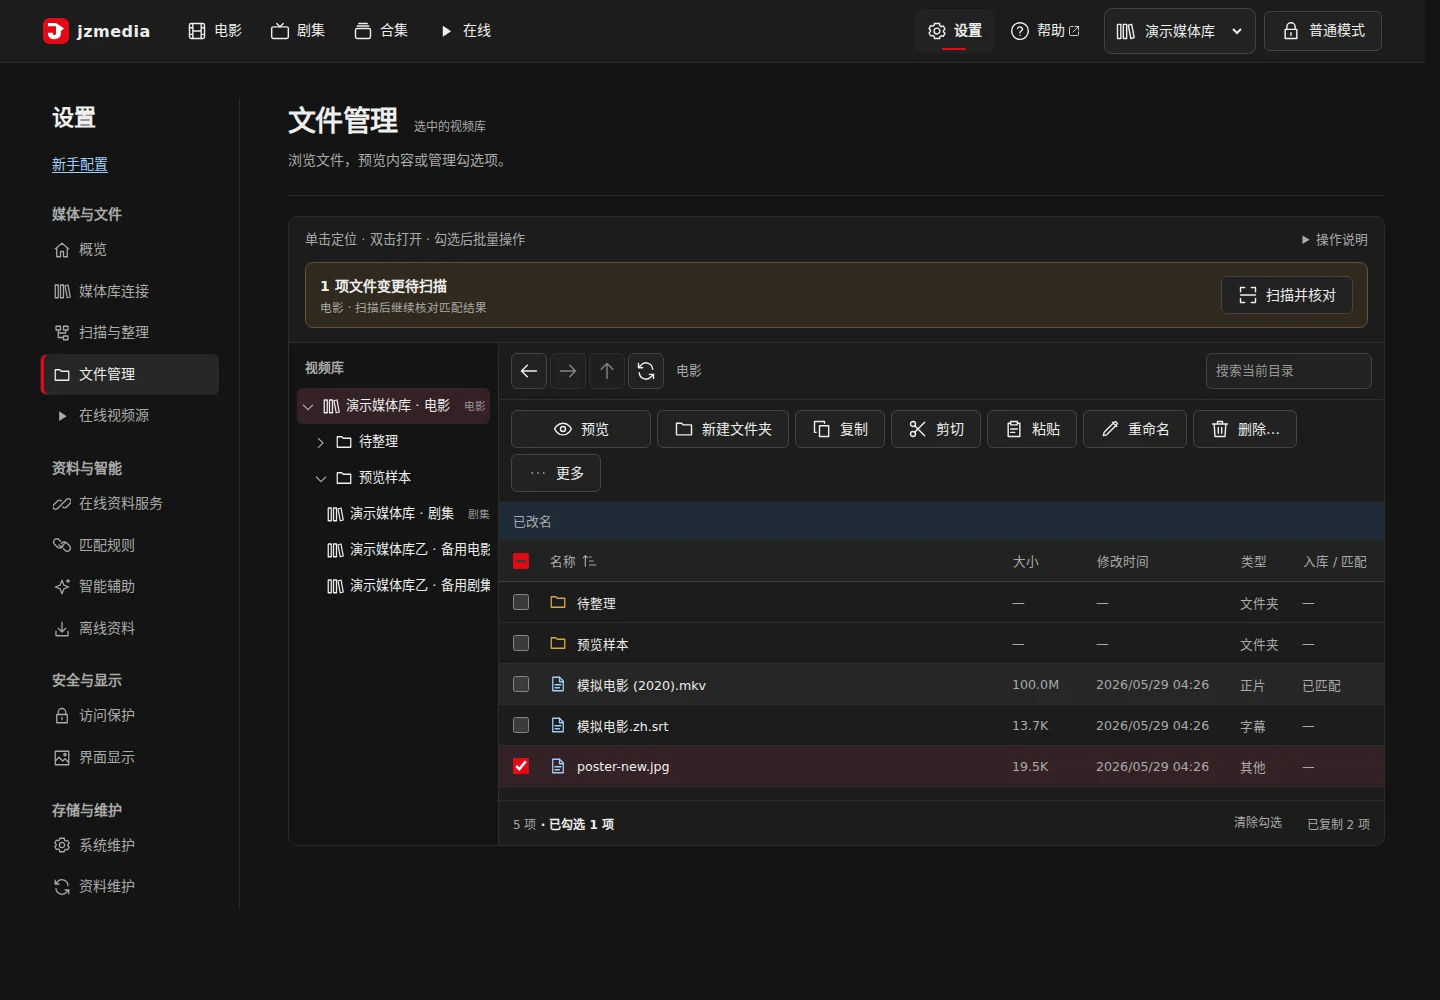 jzmedia 电影 剧集 合集 在线 设置 帮助 演示媒体库 普通模式
设置
新手配置
媒体与文件
概览
媒体库连接
扫描与整理
文件管理
在线视频源
资料与智能
在线资料服务
匹配规则
智能辅助
离线资料
安全与显示
访问保护
界面显示
存储与维护
系统维护
资料维护
文件管理 选中的视频库
浏览文件，预览内容或管理勾选项。
单击定位 · 双击打开 · 勾选后批量操作 操作说明
1 项文件变更待扫描
电影 · 扫描后继续核对匹配结果
扫描并核对
视频库
演示媒体库 · 电影 电影
待整理
预览样本
演示媒体库 · 剧集 剧集
演示媒体库乙 · 备用电影
演示媒体库乙 · 备用剧集
电影 搜索当前目录
预览 新建文件夹 复制 剪切 粘贴 重命名 删除...
··· 更多
已改名
名称 大小 修改时间 类型 入库 / 匹配
待整理 — — 文件夹 —
预览样本 — — 文件夹 —
模拟电影 (2020).mkv 100.0M 2026/05/29 04:26 正片 已匹配
模拟电影.zh.srt 13.7K 2026/05/29 04:26 字幕 —
poster-new.jpg 19.5K 2026/05/29 04:26 其他 —
5 项 · 已勾选 1 项 清除勾选 已复制 2 项